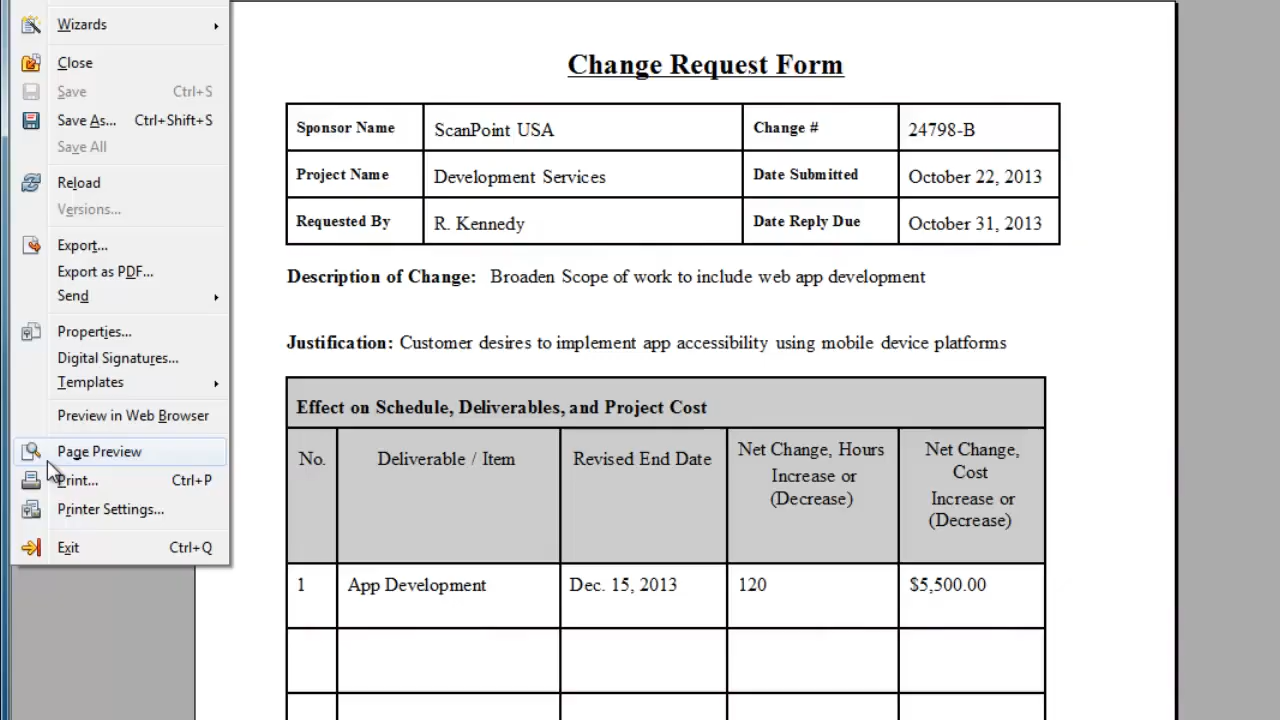 Wizards
Close
Save Ctrl+S
Save As... Ctrl+Shift+S
Save All
Reload
Versions...
Export...
Export as PDF...
Send
Properties...
Digital Signatures...
Templates
Preview in Web Browser
Page Preview
Print... Ctrl+P
Printer Settings...
Exit Ctrl+Q
Change Request Form
Sponsor Name ScanPoint USA Change # 24798-B
Project Name Development Services Date Submitted October 22, 2013
Requested By R. Kennedy Date Reply Due October 31, 2013
Description of Change: Broaden Scope of work to include web app development
Justification: Customer desires to implement app accessibility using mobile device platforms
Effect on Schedule, Deliverables, and Project Cost
No. Deliverable / Item Revised End Date Net Change, Hours Net Change,
Cost
Increase or Increase or
(Decrease) (Decrease)
1 App Development Dec. 15, 2013 120 $5,500.00